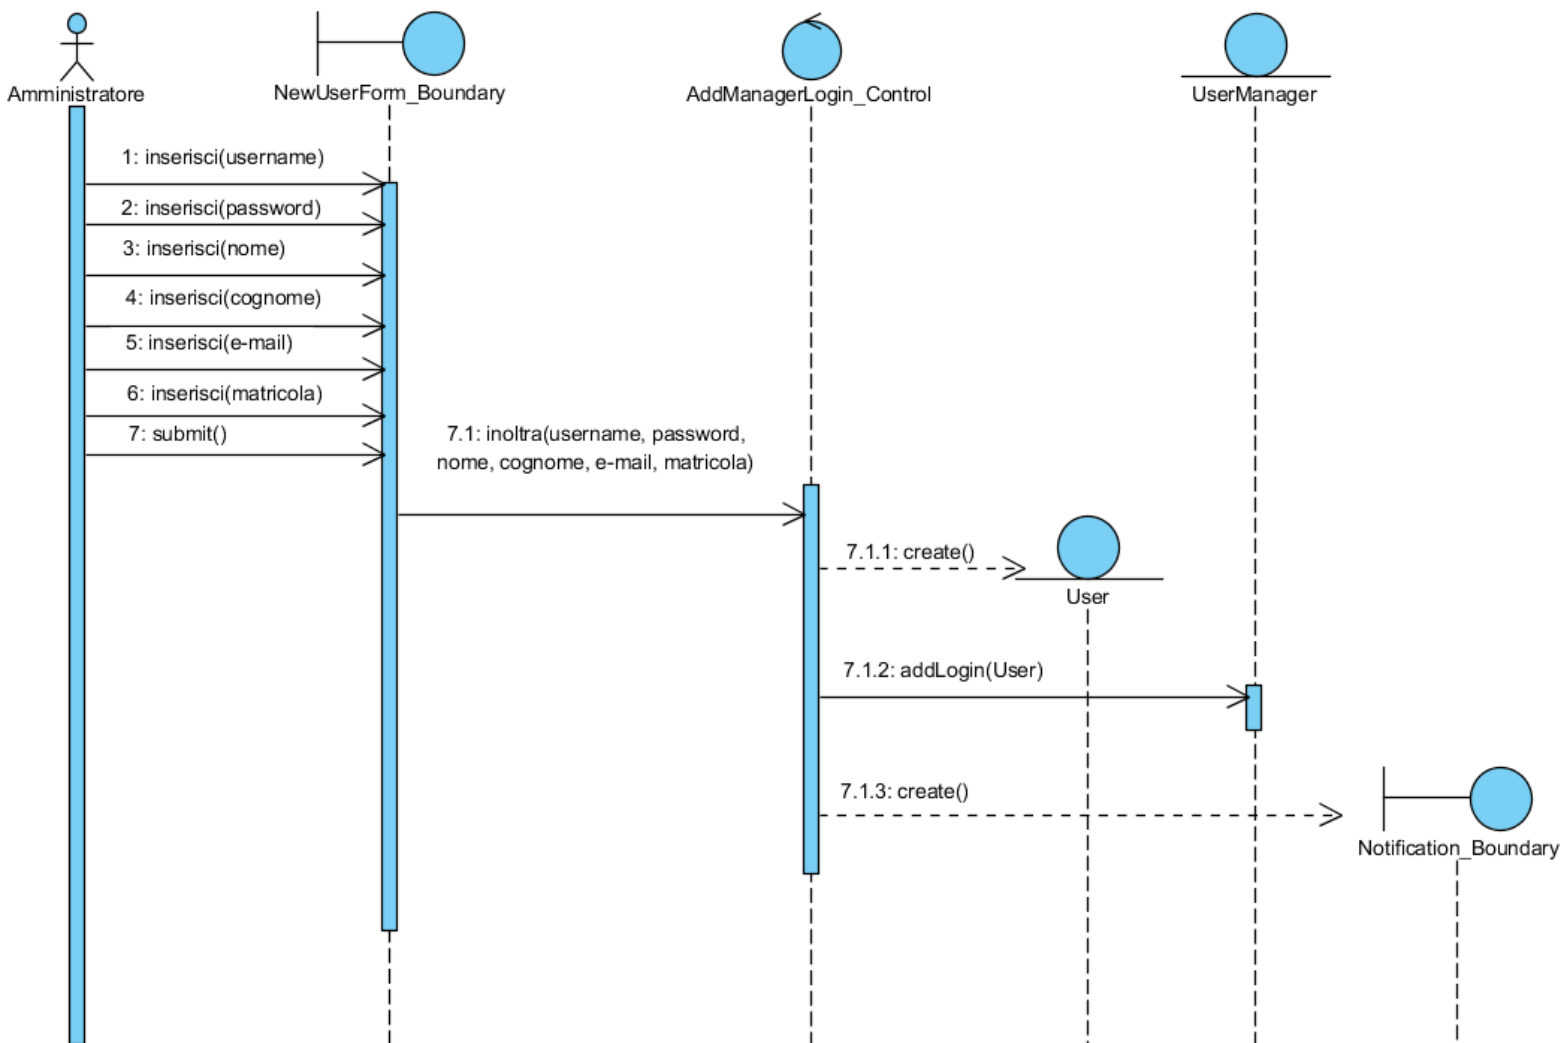 Amministratore
NewUserForm_Boundary
AddManagerLogin_Control
UserManager
1: inserisci(username)
2: inserisci(password)
3: inserisci(nome)
4: inserisci(cognome)
5: inserisci(e-mail)
6: inserisci(matricola)
7: submit()
7.1: inoltra(username, password,
nome, cognome, e-mail, matricola)
7.1.1: create()
User
7.1.2: addLogin(User)
7.1.3: create()
Notification_Boundary